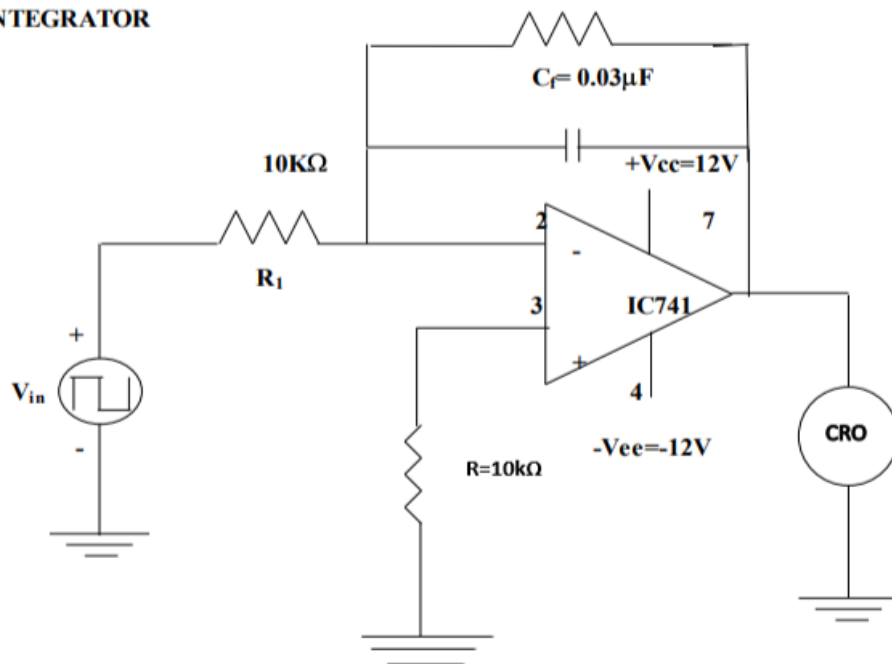 NTEGRATOR
Cf= 0.03µF
10KΩ
+Vcc=12V
2
7
-
R1
3
IC741
+
+
Vin
4
-
-Vee=-12V
R=10kΩ
CRO